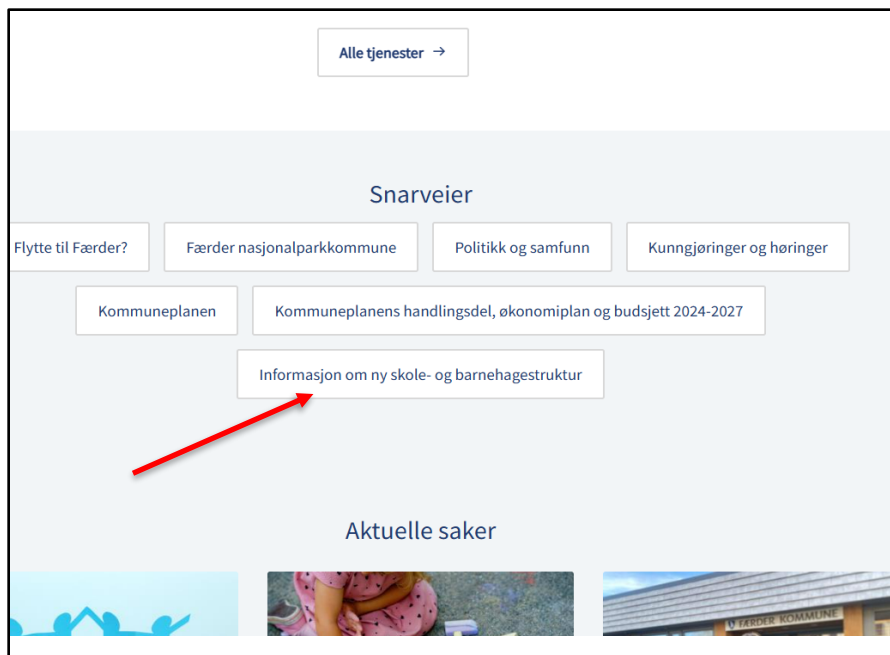 Alle tjenester →
Snarveier
Flytte til Færder?
Færder nasjonalparkkommune
Politikk og samfunn
Kunngjøringer og høringer
Kommuneplanen
Kommuneplanens handlingsdel, økonomiplan og budsjett 2024-2027
Informasjon om ny skole- og barnehagestruktur
Aktuelle saker
FÆRDER KOMMUNE